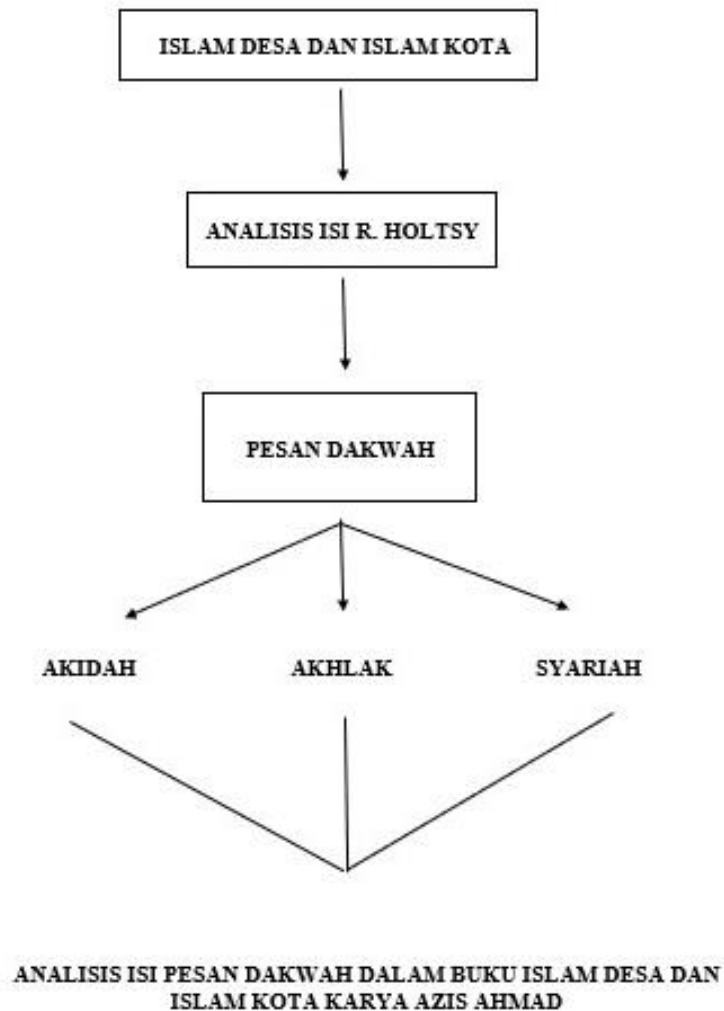 ISLAM DESA DAN ISLAM KOTA
ANALISIS ISI R. HOLTSY
PESAN DAKWAH
AKIDAH
AKHLAK
SYARIAH
ANALISIS ISI PESAN DAKWAH DALAM BUKU ISLAM DESA DAN
ISLAM KOTA KARYA AZIS AHMAD